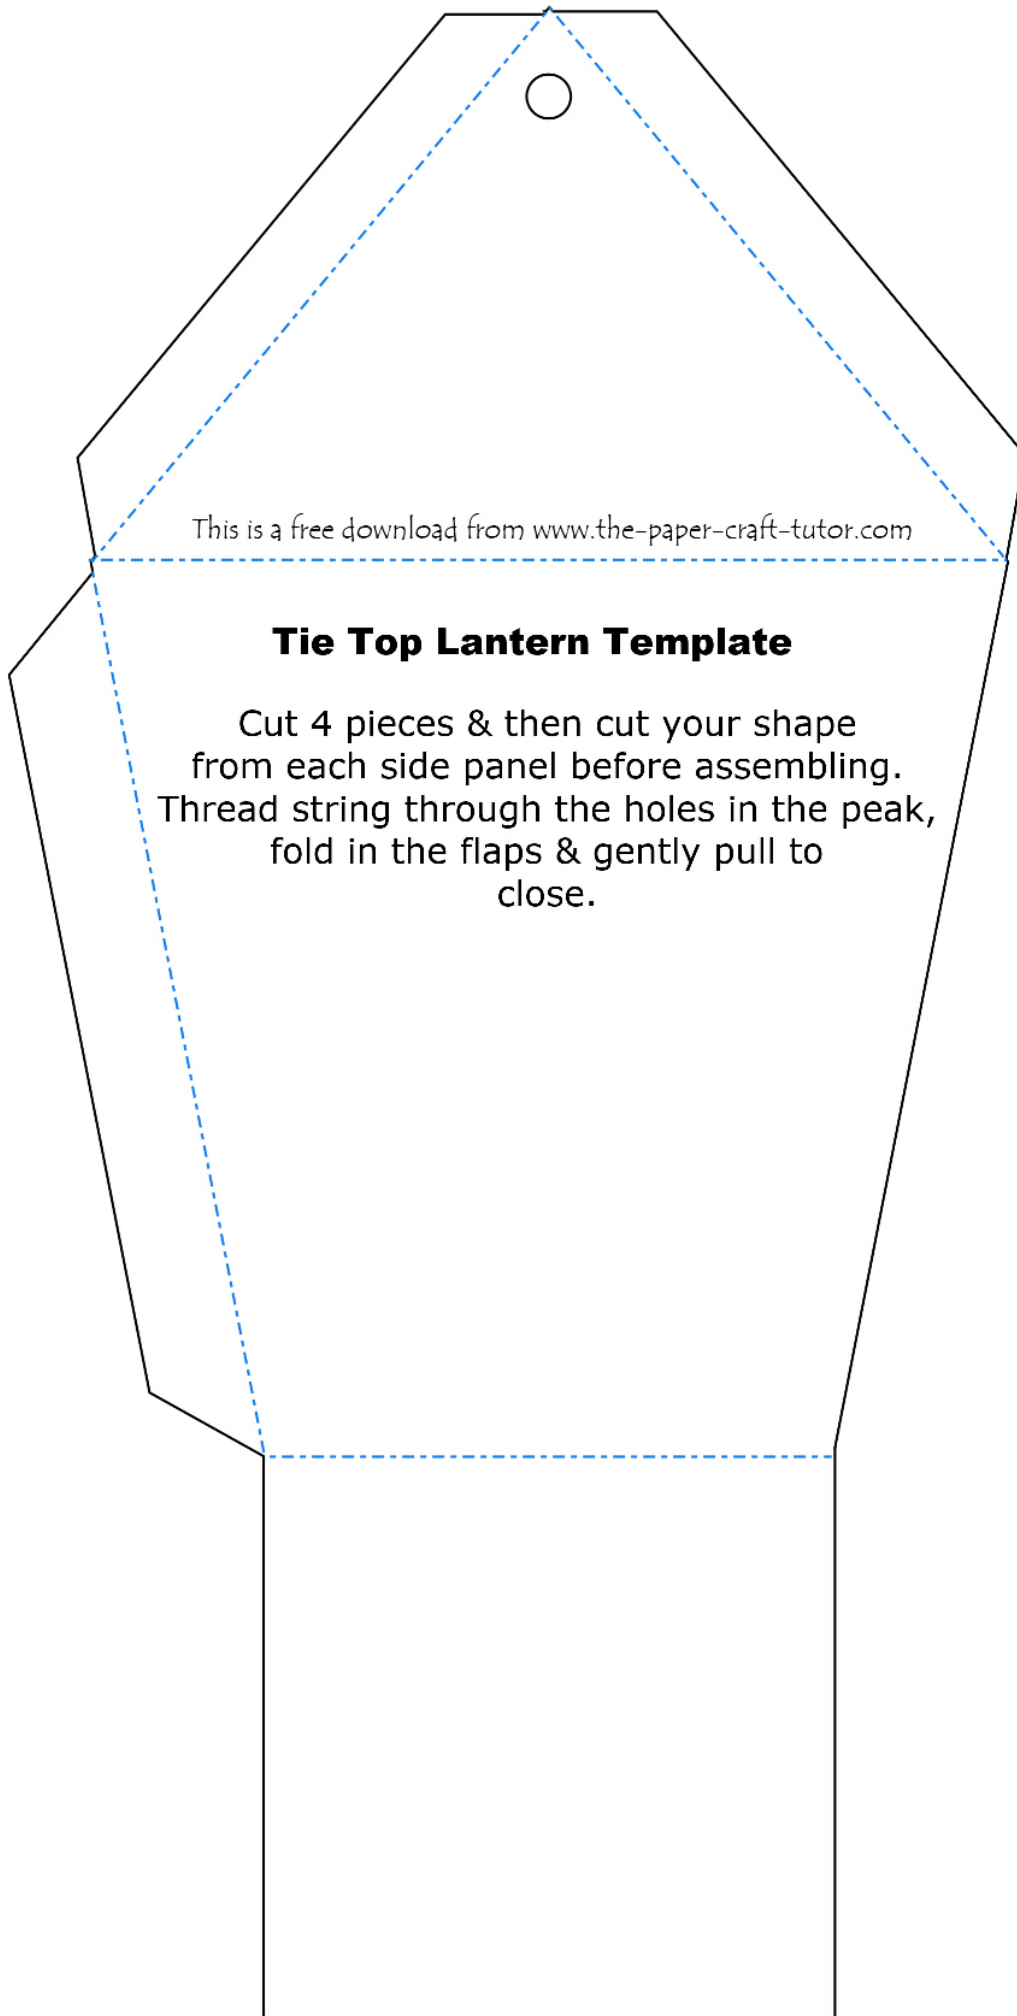 This is a free download from www.the-paper-craft-tutor.com
Tie Top Lantern Template
Cut 4 pieces & then cut your shape
from each side panel before assembling.
Thread string through the holes in the peak,
fold in the flaps & gently pull to
close.